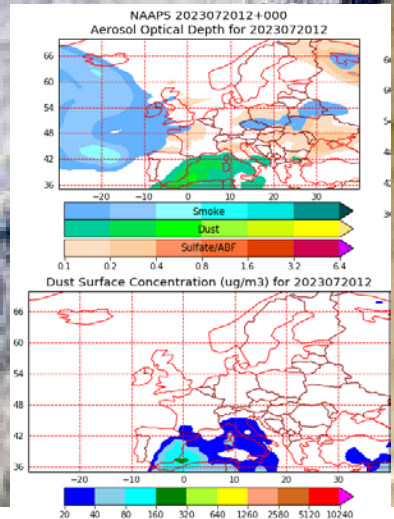 NAAPS 2023072012+000
Aerosol Optical Depth for 2023072012
66
60
54
48
42
36
−20 −10 0 10 20 30
Smoke
Dust
Sulfate/ABF
0.1 0.2 0.4 0.8 1.6 3.2 6.4
Dust Surface Concentration (ug/m3) for 2023072012
66
60
54
48
42
36
−20 −10 0 10 20 30
20 40 80 160 320 640 1260 2580 5120 10240